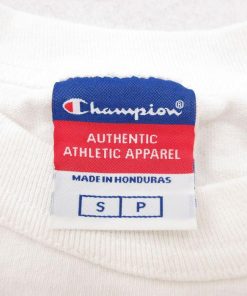 Champion®
AUTHENTIC
ATHLETIC APPAREL
MADE IN HONDURAS
S P